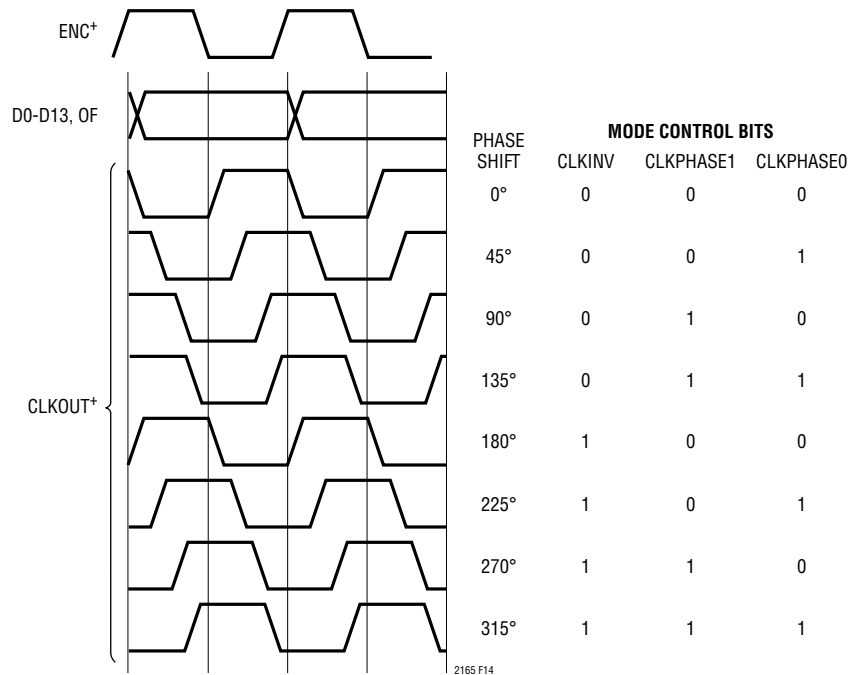 ENC+
D0-D13, OF
PHASE SHIFT
MODE CONTROL BITS
CLKINV CLKPHASE1 CLKPHASE0
0° 0 0 0
45° 0 0 1
90° 0 1 0
135° 0 1 1
CLKOUT+
180° 1 0 0
225° 1 0 1
270° 1 1 0
315° 1 1 1
2165 F14